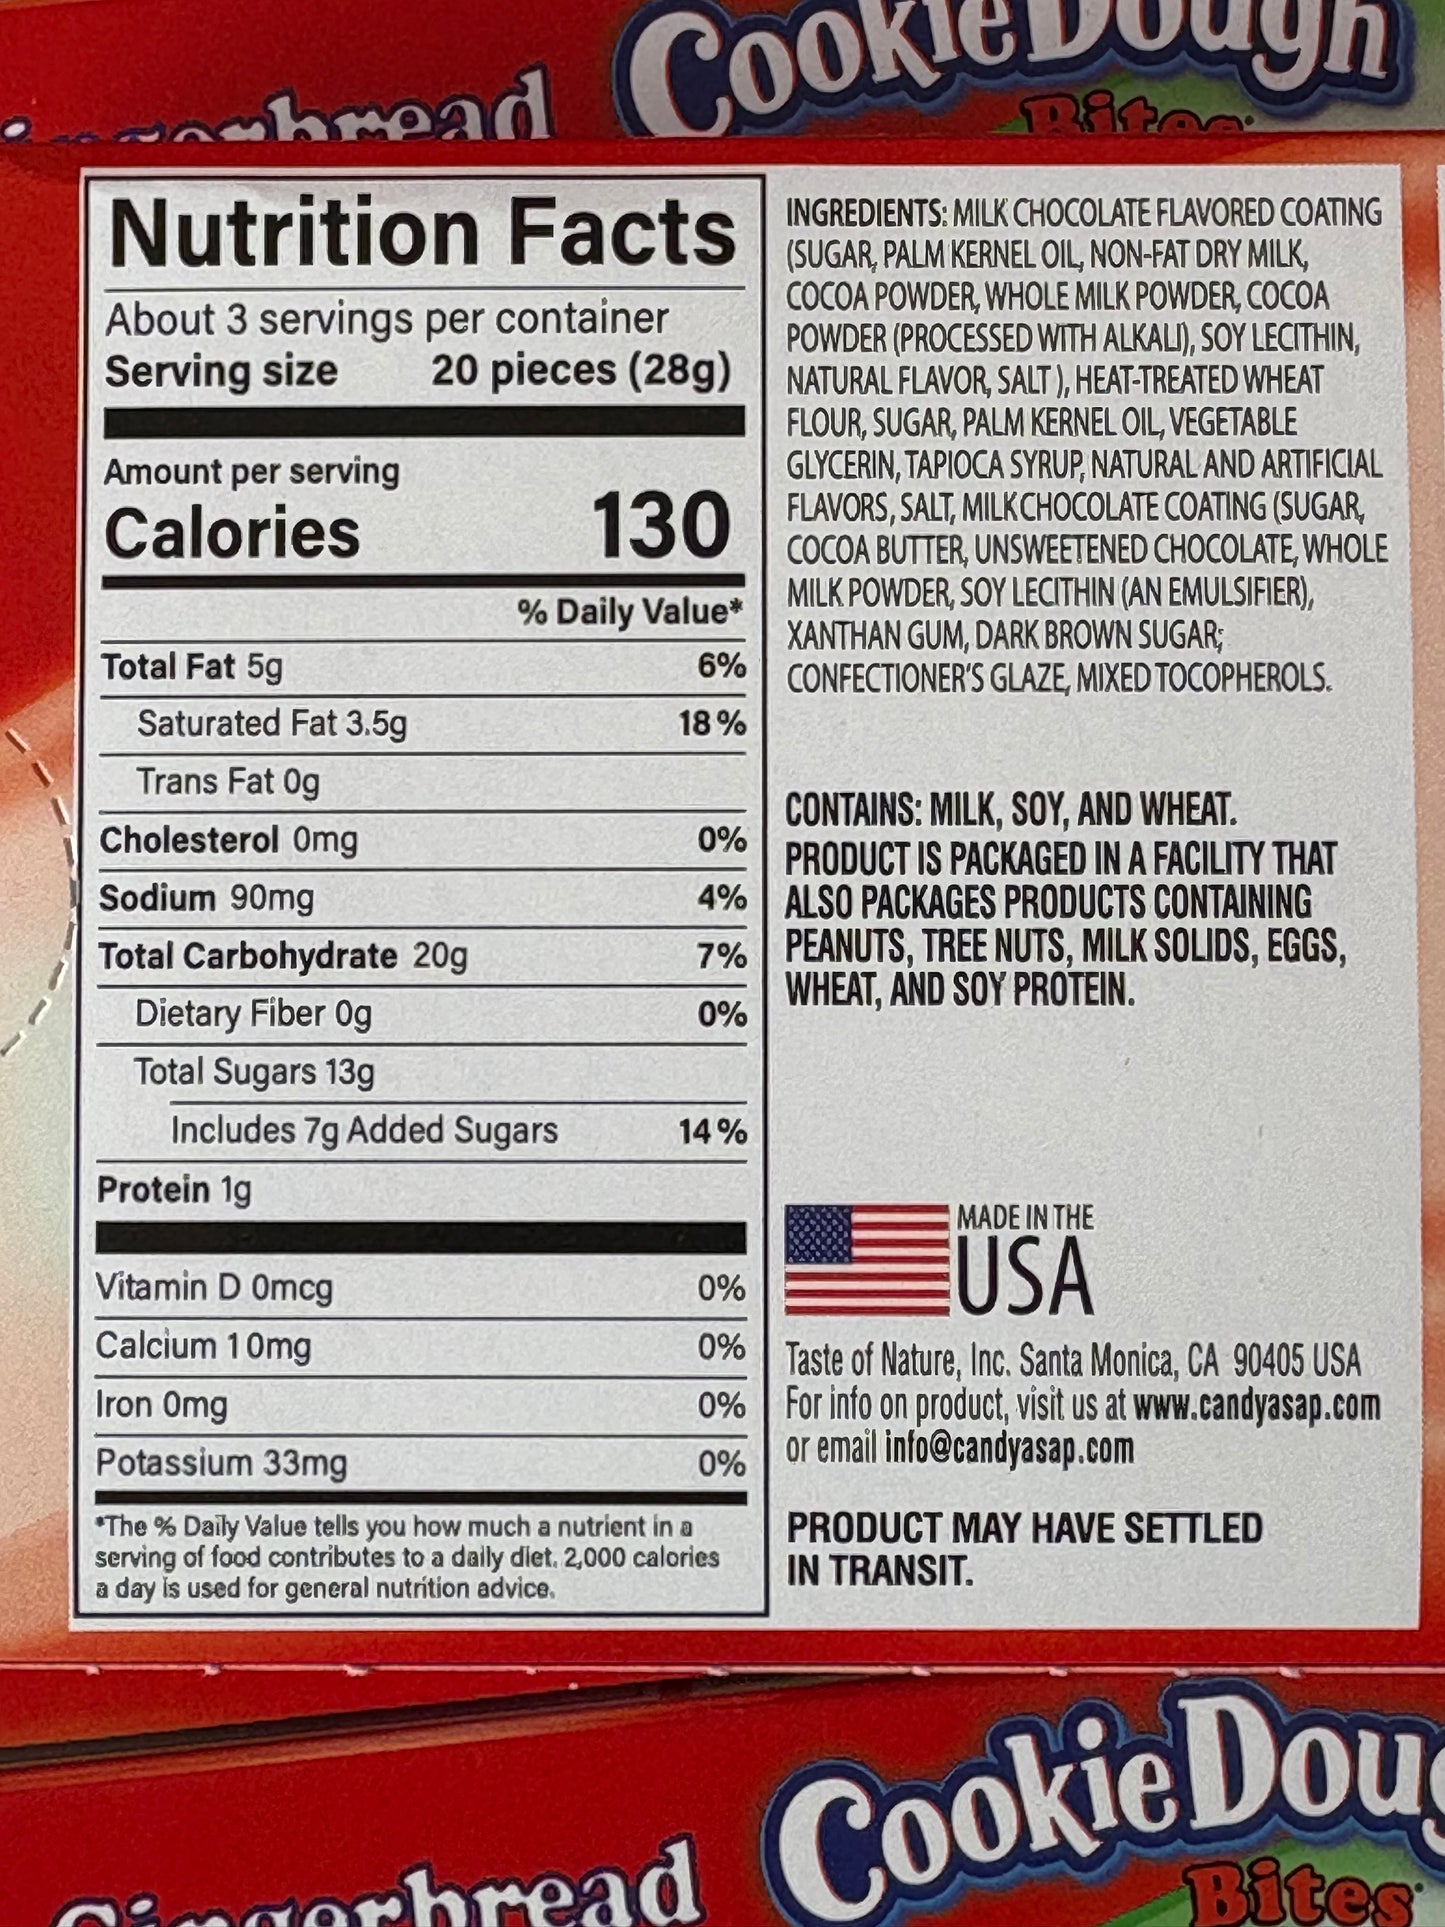 CookieDough
Gingerbread
Bites
Nutrition Facts
About 3 servings per container
Serving size 20 pieces (28g)
Amount per serving
Calories 130
% Daily Value*
Total Fat 5g 6%
Saturated Fat 3.5g 18%
Trans Fat 0g
Cholesterol 0mg 0%
Sodium 90mg 4%
Total Carbohydrate 20g 7%
Dietary Fiber 0g 0%
Total Sugars 13g
Includes 7g Added Sugars 14%
Protein 1g
Vitamin D 0mcg 0%
Calcium 10mg 0%
Iron 0mg 0%
Potassium 33mg 0%
*The % Daily Value tells you how much a nutrient in a
serving of food contributes to a daily diet. 2,000 calories
a day is used for general nutrition advice.
INGREDIENTS: MILK CHOCOLATE FLAVORED COATING
(SUGAR, PALM KERNEL OIL, NON-FAT DRY MILK,
COCOA POWDER, WHOLE MILK POWDER, COCOA
POWDER (PROCESSED WITH ALKALI), SOY LECITHIN,
NATURAL FLAVOR, SALT ), HEAT-TREATED WHEAT
FLOUR, SUGAR, PALM KERNEL OIL, VEGETABLE
GLYCERIN, TAPIOCA SYRUP, NATURAL AND ARTIFICIAL
FLAVORS, SALT, MILK CHOCOLATE COATING (SUGAR,
COCOA BUTTER, UNSWEETENED CHOCOLATE, WHOLE
MILK POWDER, SOY LECITHIN (AN EMULSIFIER),
XANTHAN GUM, DARK BROWN SUGAR;
CONFECTIONER'S GLAZE, MIXED TOCOPHEROLS.
CONTAINS: MILK, SOY, AND WHEAT.
PRODUCT IS PACKAGED IN A FACILITY THAT
ALSO PACKAGES PRODUCTS CONTAINING
PEANUTS, TREE NUTS, MILK SOLIDS, EGGS,
WHEAT, AND SOY PROTEIN.
MADE IN THE
USA
Taste of Nature, Inc. Santa Monica, CA 90405 USA
For info on product, visit us at www.candyasap.com
or email info@candyasap.com
PRODUCT MAY HAVE SETTLED
IN TRANSIT.
CookieDoug
Gingerbread
Bites